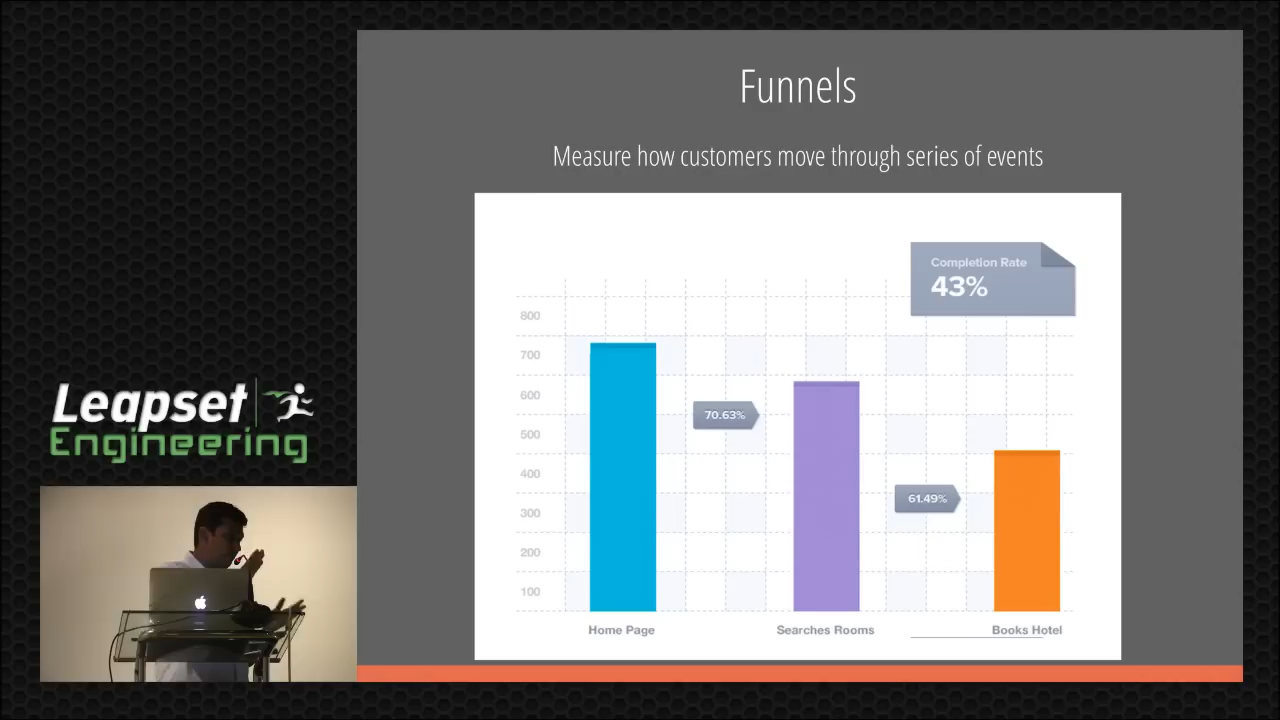 Funnels
Measure how customers move through series of events
Completion Rate
43%
800
700
600
500
400
300
200
100
70.63%
61.49%
Home Page
Searches Rooms
Books Hotel
Leapset
Engineering